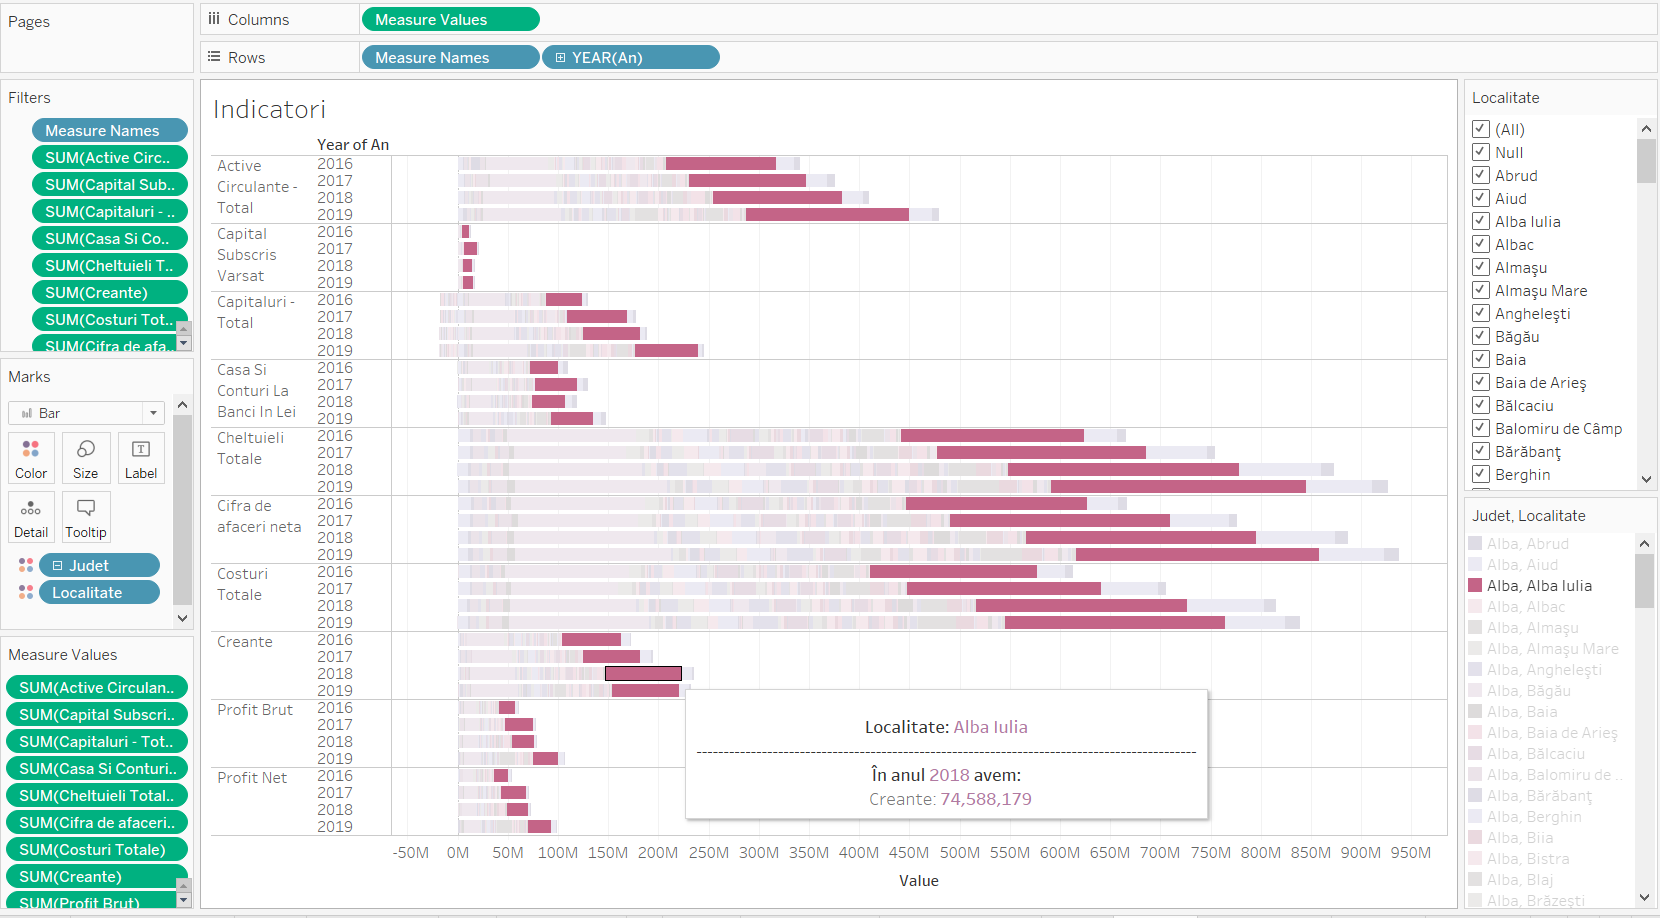 Pages
Columns
Measure Values
Rows
Measure Names
YEAR(An)
Filters
Measure Names
SUM(Active Circ..
SUM(Capital Sub..
SUM(Capitaluri - ..
SUM(Casa Si Co..
SUM(Cheltuieli T..
SUM(Creante)
SUM(Costuri Tot..
SUM(Cifra de afa..
Marks
Bar
Color
Size
Label
Detail
Tooltip
Judet
Localitate
Measure Values
SUM(Active Circulan..
SUM(Capital Subscri..
SUM(Capitaluri - Tot..
SUM(Casa Si Conturi..
SUM(Cheltuieli Total..
SUM(Cifra de afaceri..
SUM(Costuri Totale)
SUM(Creante)
SUM(Profit Brut)
Indicatori
Year of An
Active
Circulante -
Total
2016
2017
2018
2019
Capital
Subscris
Varsat
2016
2017
2018
2019
Capitaluri -
Total
2016
2017
2018
2019
Casa Si
Conturi La
Banci In Lei
2016
2017
2018
2019
Cheltuieli
Totale
2016
2017
2018
2019
Cifra de
afaceri neta
2016
2017
2018
2019
Costuri
Totale
2016
2017
2018
2019
Creante
2016
2017
2018
2019
Profit Brut
2016
2017
2018
2019
Profit Net
2016
2017
2018
2019
Localitate: Alba Iulia
În anul 2018 avem:
Creante: 74,588,179
-50M 0M 50M 100M 150M 200M 250M 300M 350M 400M 450M 500M 550M 600M 650M 700M 750M 800M 850M 900M 950M
Value
Localitate
(All)
Null
Abrud
Aiud
Alba Iulia
Albac
Almaşu
Almaşu Mare
Angheleşti
Băgău
Baia
Baia de Arieş
Bălcaciu
Balomiru de Câmp
Bărăbanţ
Berghin
Judet, Localitate
Alba, Abrud
Alba, Aiud
Alba, Alba Iulia
Alba, Albac
Alba, Almaşu
Alba, Almaşu Mare
Alba, Angheleşti
Alba, Băgău
Alba, Baia
Alba, Baia de Arieş
Alba, Bălcaciu
Alba, Balomiru de ..
Alba, Bărăbanţ
Alba, Berghin
Alba, Biia
Alba, Bistra
Alba, Blaj
Alba, Brăzeşti